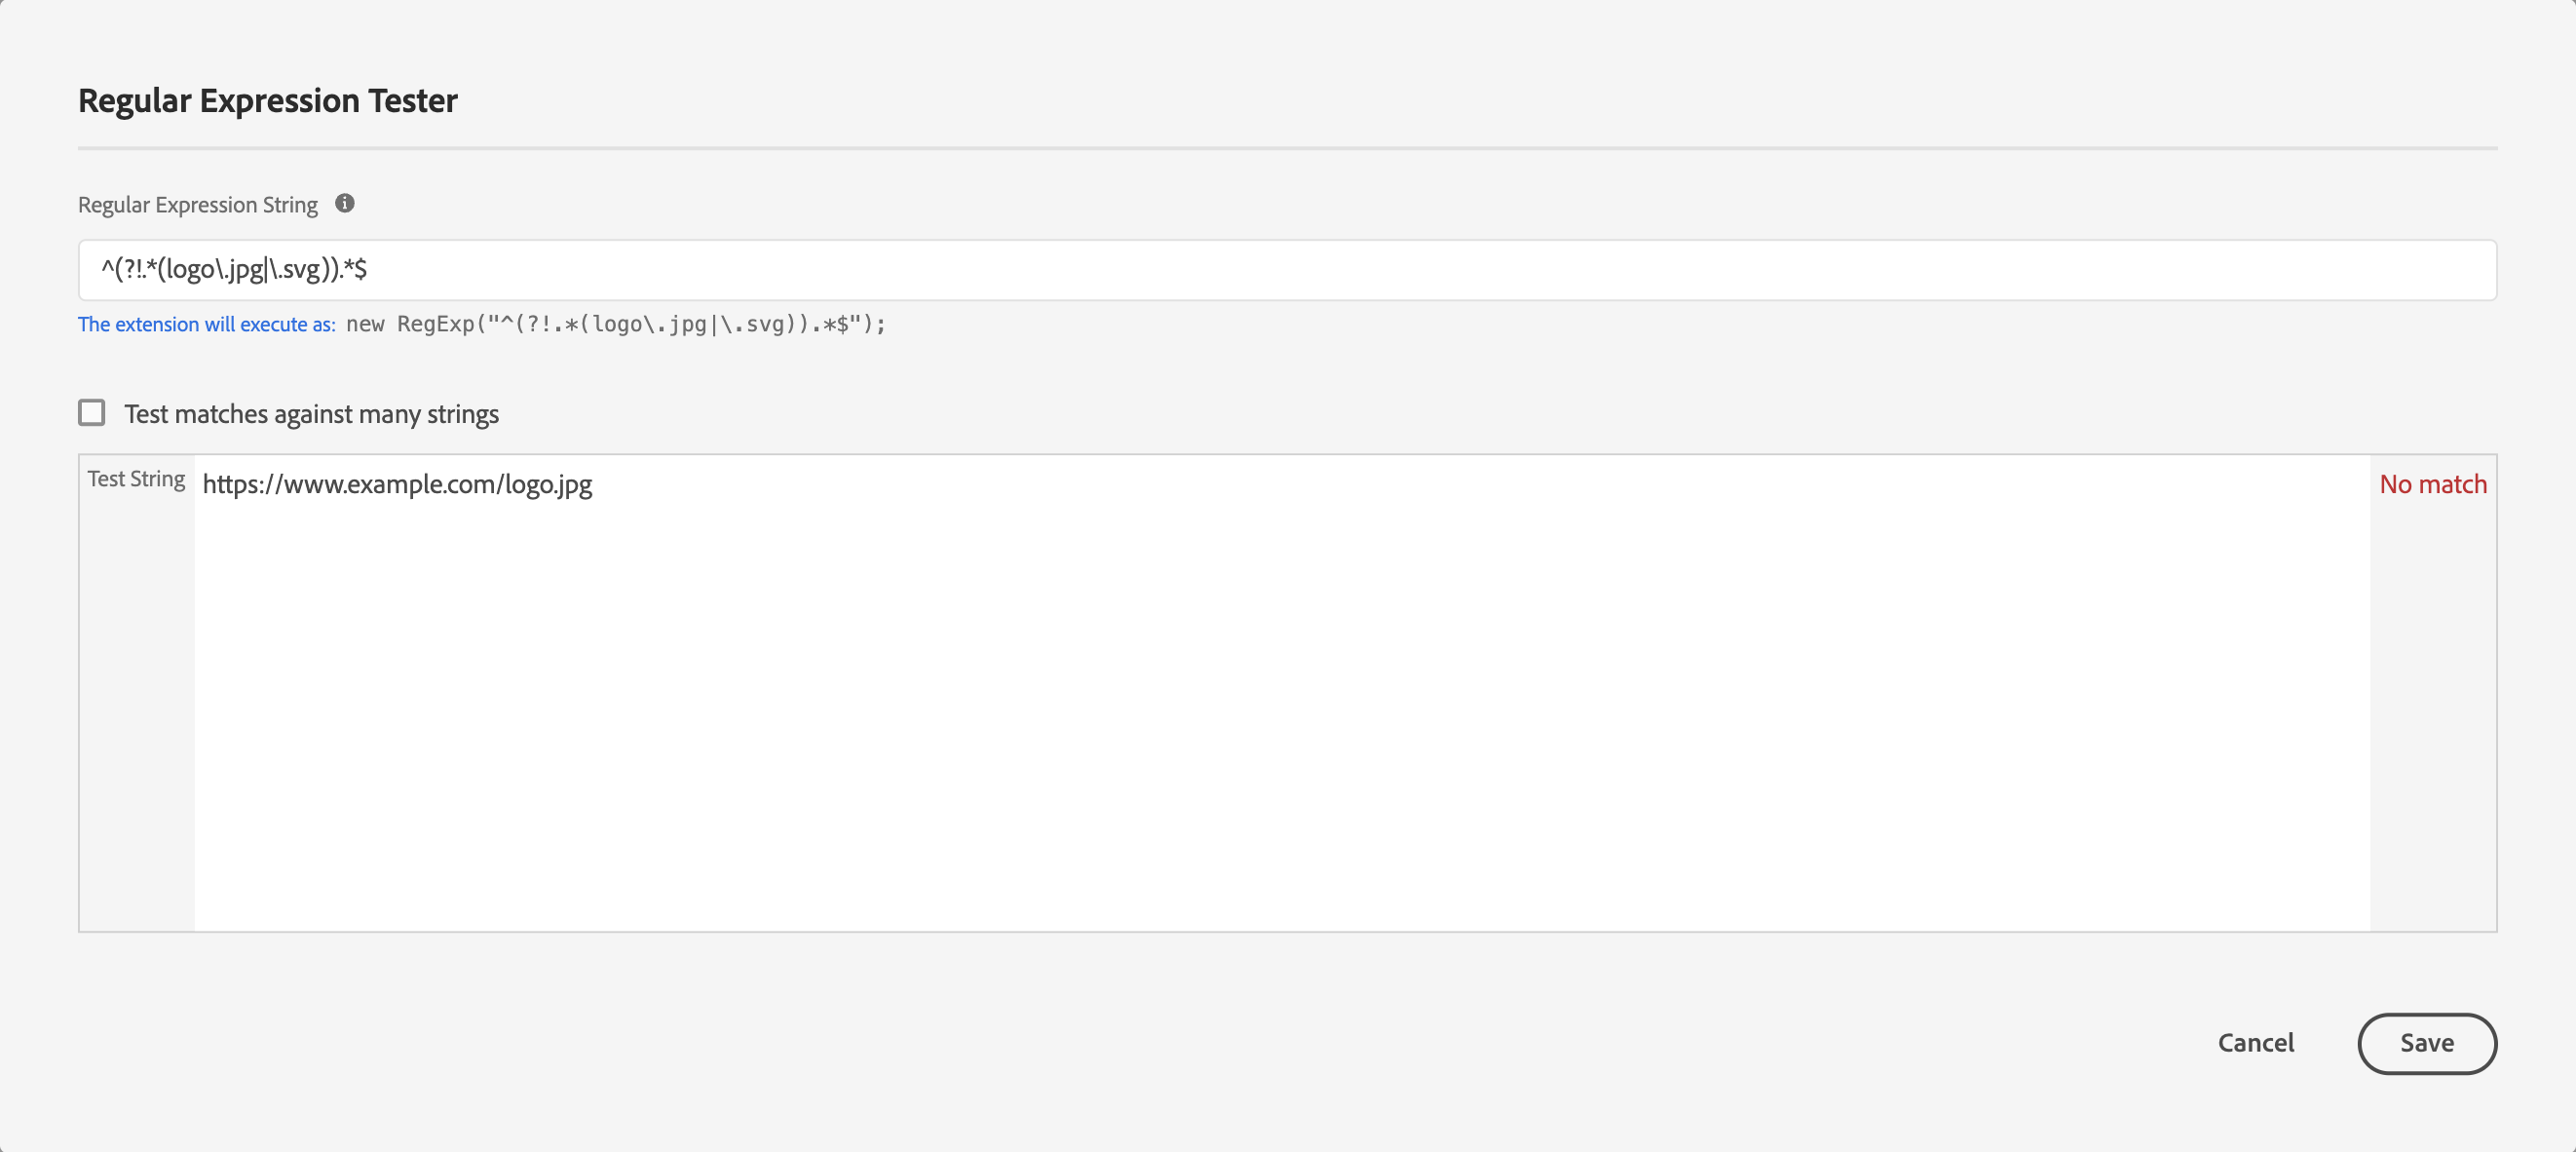 Regular Expression Tester
Regular Expression String
^(?!.*(logo\.jpg|\.svg)).*$
The extension will execute as: new RegExp("^(?!.*(logo\.jpg|\.svg)).*$");
Test matches against many strings
Test String https://www.example.com/logo.jpg No match
Cancel Save